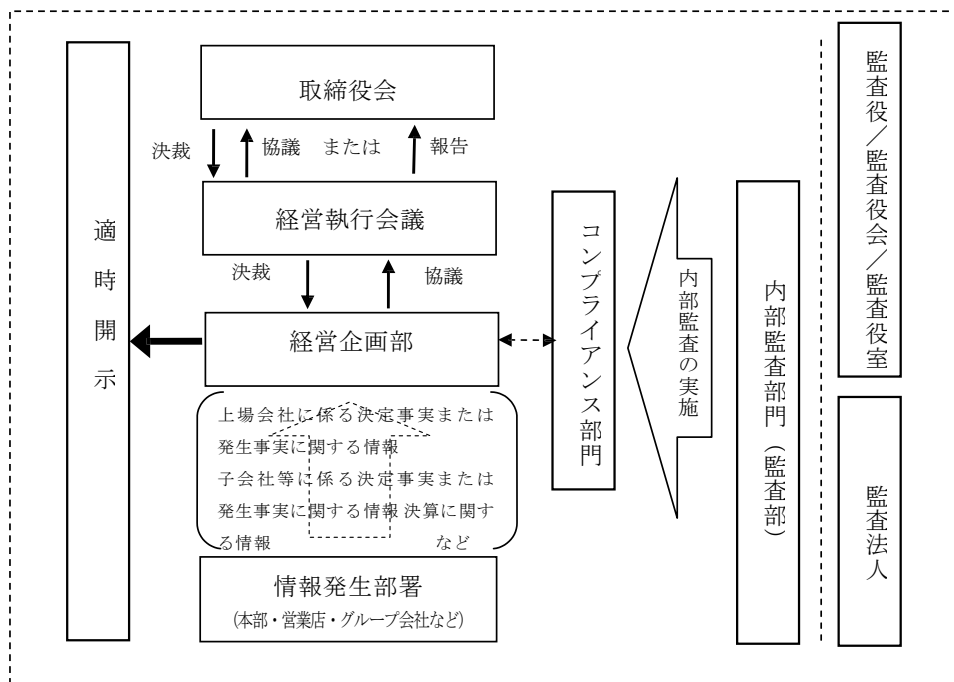 取締役会
決裁
協議 または 報告
経営執行会議
決裁
協議
経営企画部
適時開示
上場会社に係る決定事実または
発生事実に関する情報
子会社等に係る決定事実または
発生事実に関する情報 決算に関す
る情報 など
情報発生部署
(本部・営業店・グループ会社など)
コンプライアンス部門
内部監査の実施
内部監査部門(監査部)
監査役/監査役会/監査役室
監査法人